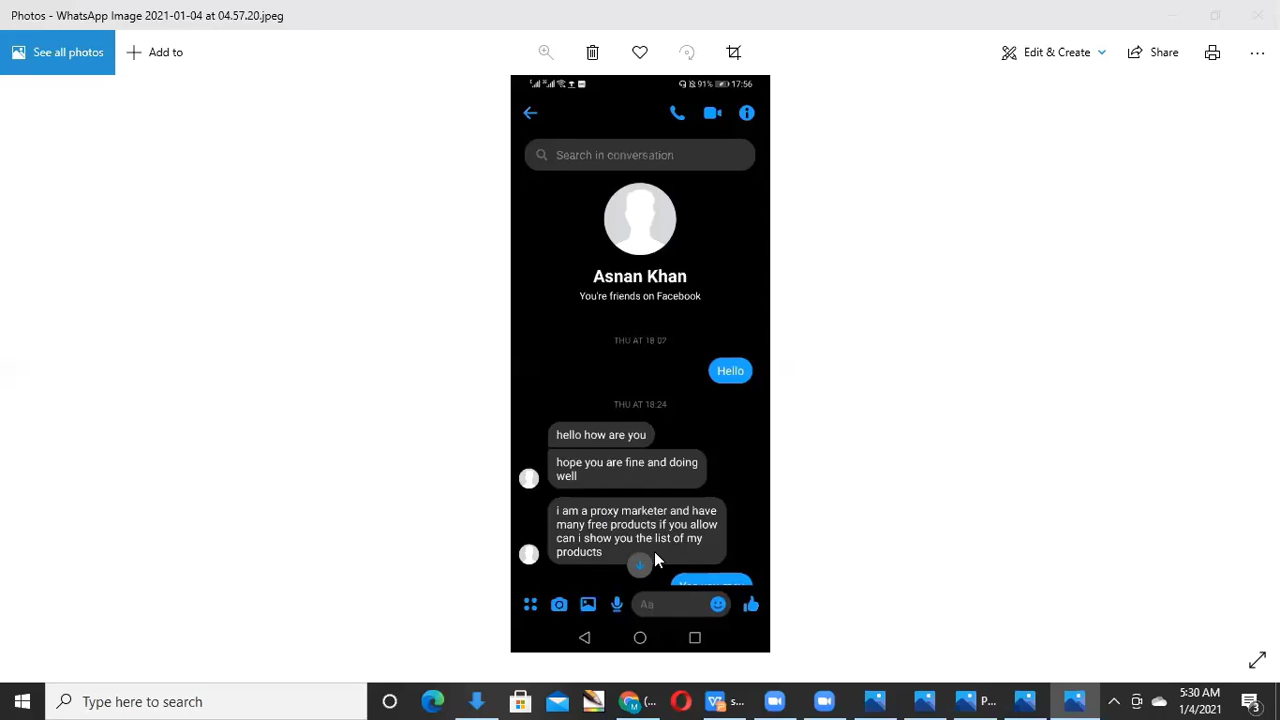 Photos - WhatsApp Image 2021-01-04 at 04.57.20.jpeg
See all photos
Add to
Edit & Create
Share
91%
17:56
Search in conversation
Asnan Khan
You're friends on Facebook
THU AT 18:07
Hello
THU AT 18:24
hello how are you
hope you are fine and doing
well
i am a proxy marketer and have
many free products if you allow
can i show you the list of my
products
Aa
Type here to search
(...
s...
P...
5:30 AM
1/4/2021
3